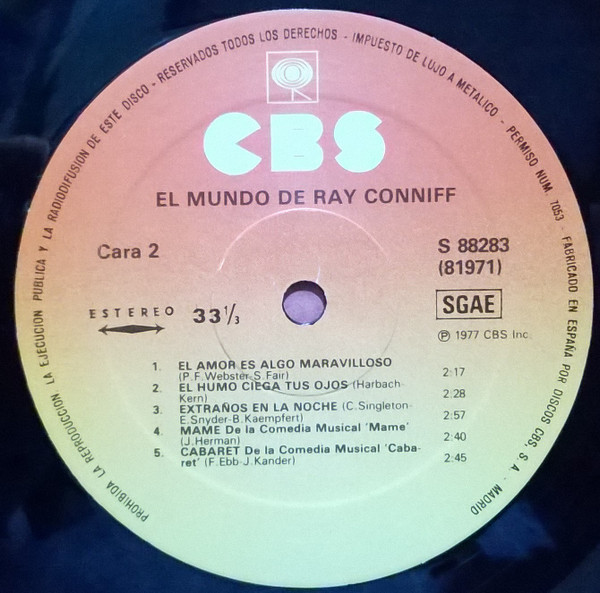 PROHIBIDA LA REPRODUCCION LA EJECUCION PUBLICA Y LA RADIODIFUSION DE ESTE DISCO - RESERVADOS TODOS LOS DERECHOS - IMPUESTO DE LUJO A METALICO - PERMISO NUM. 7053 - FABRICADO EN ESPAÑA POR DISCOS CBS, S. A. - MADRID
CBS
EL MUNDO DE RAY CONNIFF
Cara 2
S 88283
(81971)
ESTEREO 33 1/3
SGAE
Ⓟ 1977 CBS Inc.
1. EL AMOR ES ALGO MARAVILLOSO
(P.F.Webster-S.Fair) 2:17
2. EL HUMO CIEGA TUS OJOS (Harbach-
Kern) 2:28
3. EXTRAÑOS EN LA NOCHE (C.Singleton-
E.Snyder-B.Kaempfert) 2:57
4. MAME De la Comedia Musical 'Mame'
(J.Herman) 2:40
5. CABARET De la Comedia Musical 'Caba-
ret' (F.Ebb-J.Kander) 2:45